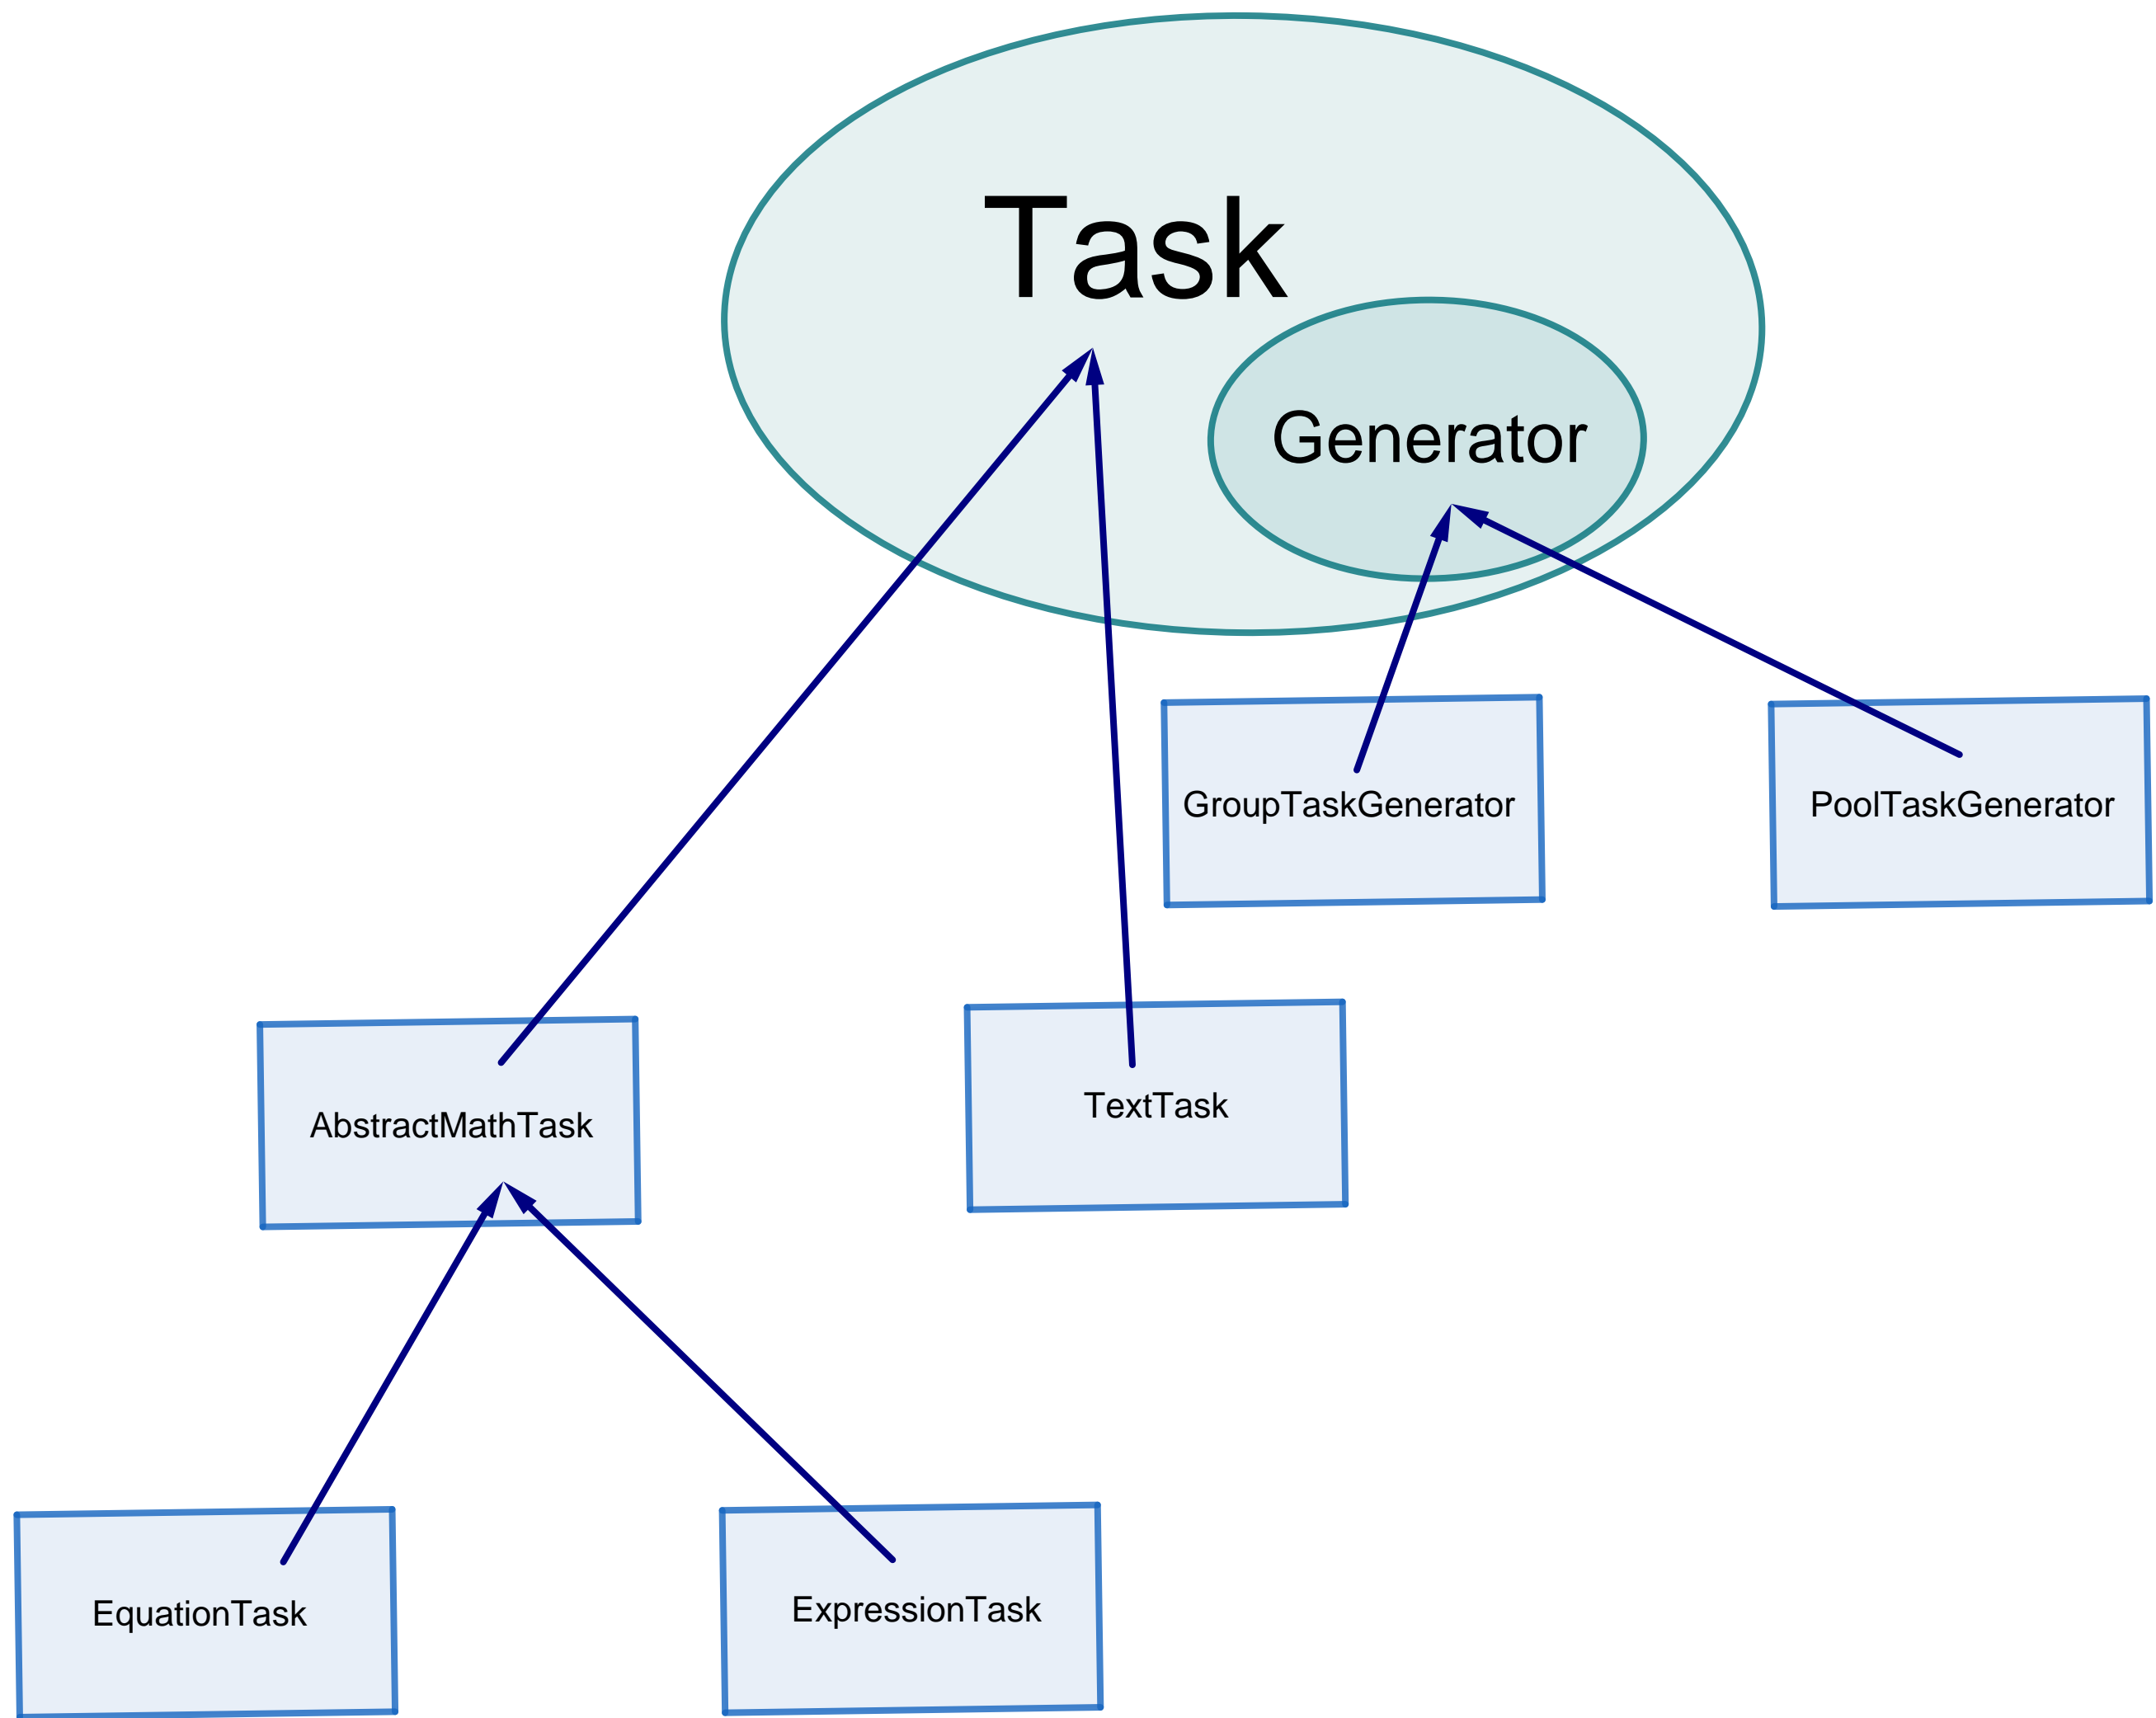 Task
Generator
GroupTaskGenerator
PoolTaskGenerator
AbstractMathTask
TextTask
EquationTask
ExpressionTask